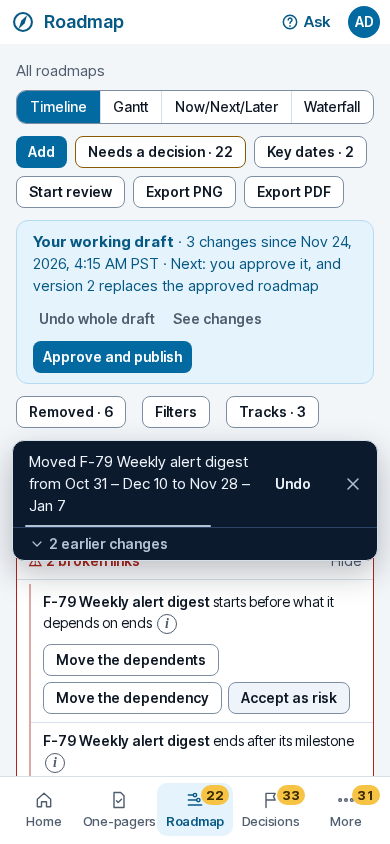 Roadmap
Ask
AD
All roadmaps
Timeline Gantt Now/Next/Later Waterfall
Add Needs a decision · 22 Key dates · 2
Start review Export PNG Export PDF
Your working draft · 3 changes since Nov 24,
2026, 4:15 AM PST · Next: you approve it, and
version 2 replaces the approved roadmap
Undo whole draft See changes
Approve and publish
Removed · 6 Filters Tracks · 3
Moved F-79 Weekly alert digest
from Oct 31 – Dec 10 to Nov 28 –
Jan 7
Undo
2 earlier changes
2 broken links Hide
F-79 Weekly alert digest starts before what it
depends on ends i
Move the dependents
Move the dependency Accept as risk
F-79 Weekly alert digest ends after its milestone
i
22 33 31
Home One-pagers Roadmap Decisions More